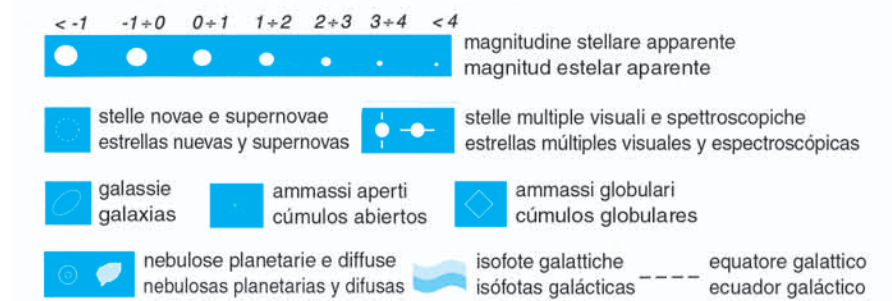 < -1 -1÷0 0÷1 1÷2 2÷3 3÷4 < 4
magnitudine stellare apparente
magnitud estelar aparente
stelle novae e supernovae
estrellas nuevas y supernovas
stelle multiple visuali e spettroscopiche
estrellas múltiples visuales y espectroscópicas
galassie
galaxias
ammassi aperti
cúmulos abiertos
ammassi globulari
cúmulos globulares
nebulose planetarie e diffuse
nebulosas planetarias y difusas
isofote galattiche
isófotas galácticas
equatore galattico
ecuador galáctico